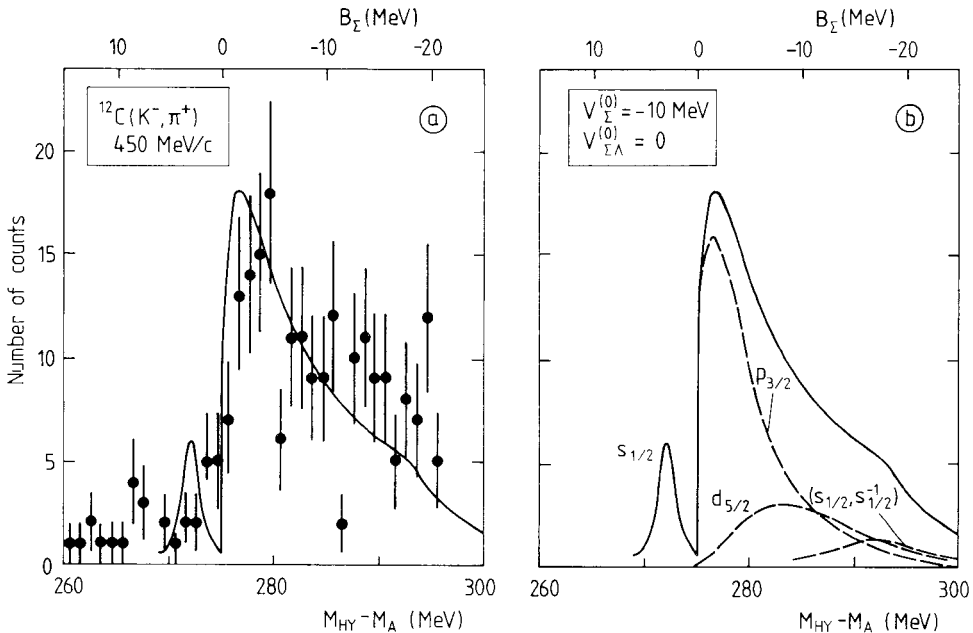 B_Σ(MeV)
10 0 -10 -20
¹²C(K⁻,π⁺)
450 MeV/c
a
Number of counts
20
15
10
5
0
260 280 300
M_HY–M_A (MeV)
B_Σ(MeV)
10 0 -10 -20
V_Σ^(0) = -10 MeV
V_ΣΛ^(0) = 0
b
p_3/2
s_1/2
d_5/2
(s_1/2, s_1/2^-1)
260 280 300
M_HY–M_A (MeV)